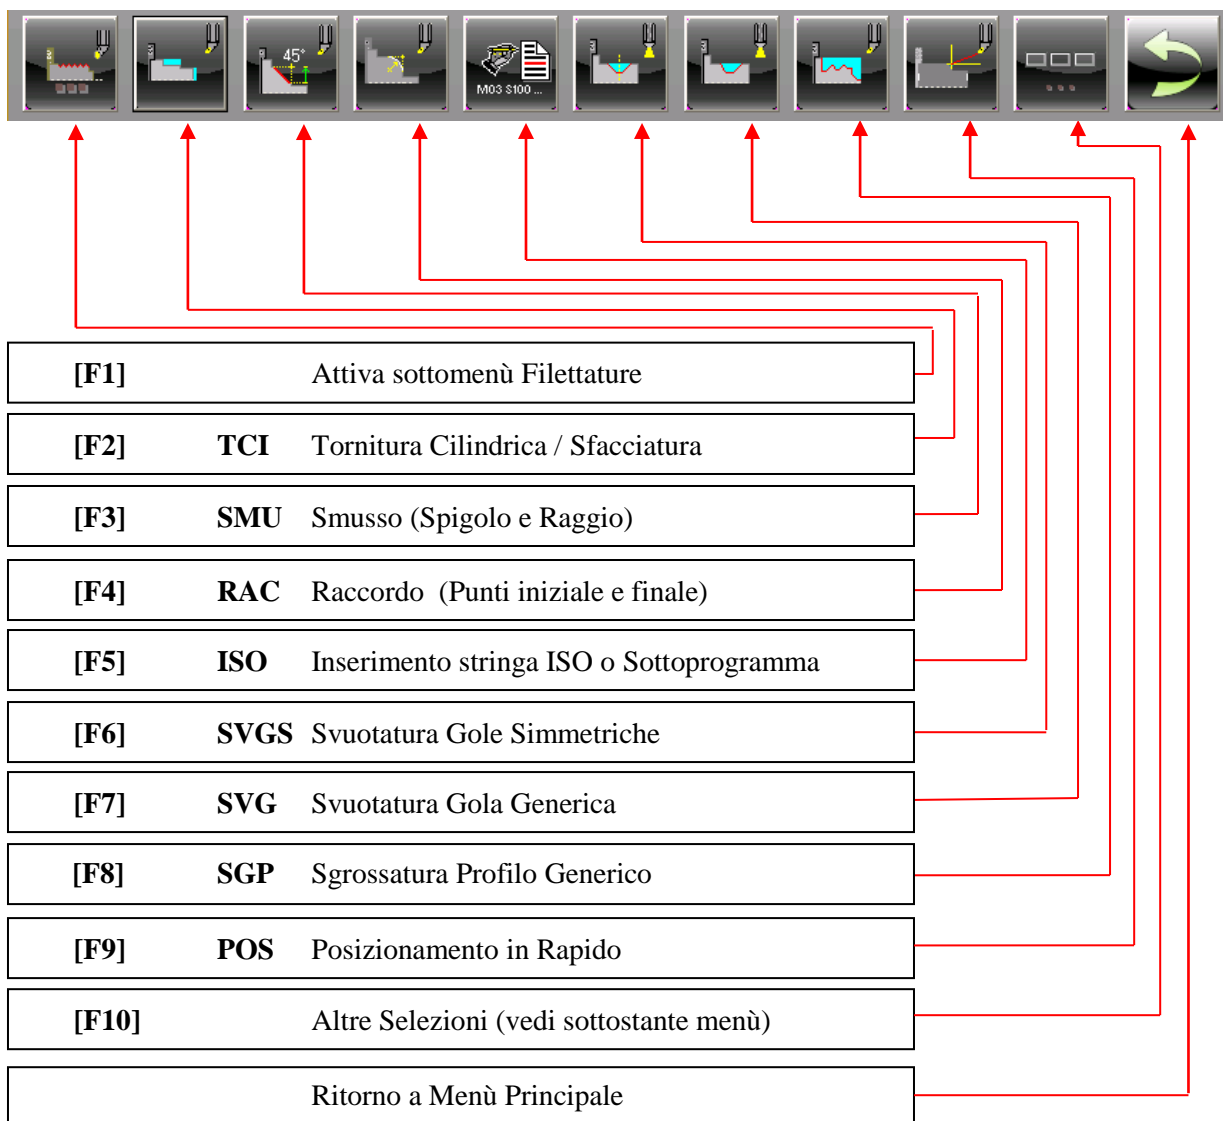 45°
M03 S100 ...
[F1] Attiva sottomenù Filettature
[F2] TCI Tornitura Cilindrica / Sfacciatura
[F3] SMU Smusso (Spigolo e Raggio)
[F4] RAC Raccordo (Punti iniziale e finale)
[F5] ISO Inserimento stringa ISO o Sottoprogramma
[F6] SVGS Svuotatura Gole Simmetriche
[F7] SVG Svuotatura Gola Generica
[F8] SGP Sgrossatura Profilo Generico
[F9] POS Posizionamento in Rapido
[F10] Altre Selezioni (vedi sottostante menù)
Ritorno a Menù Principale